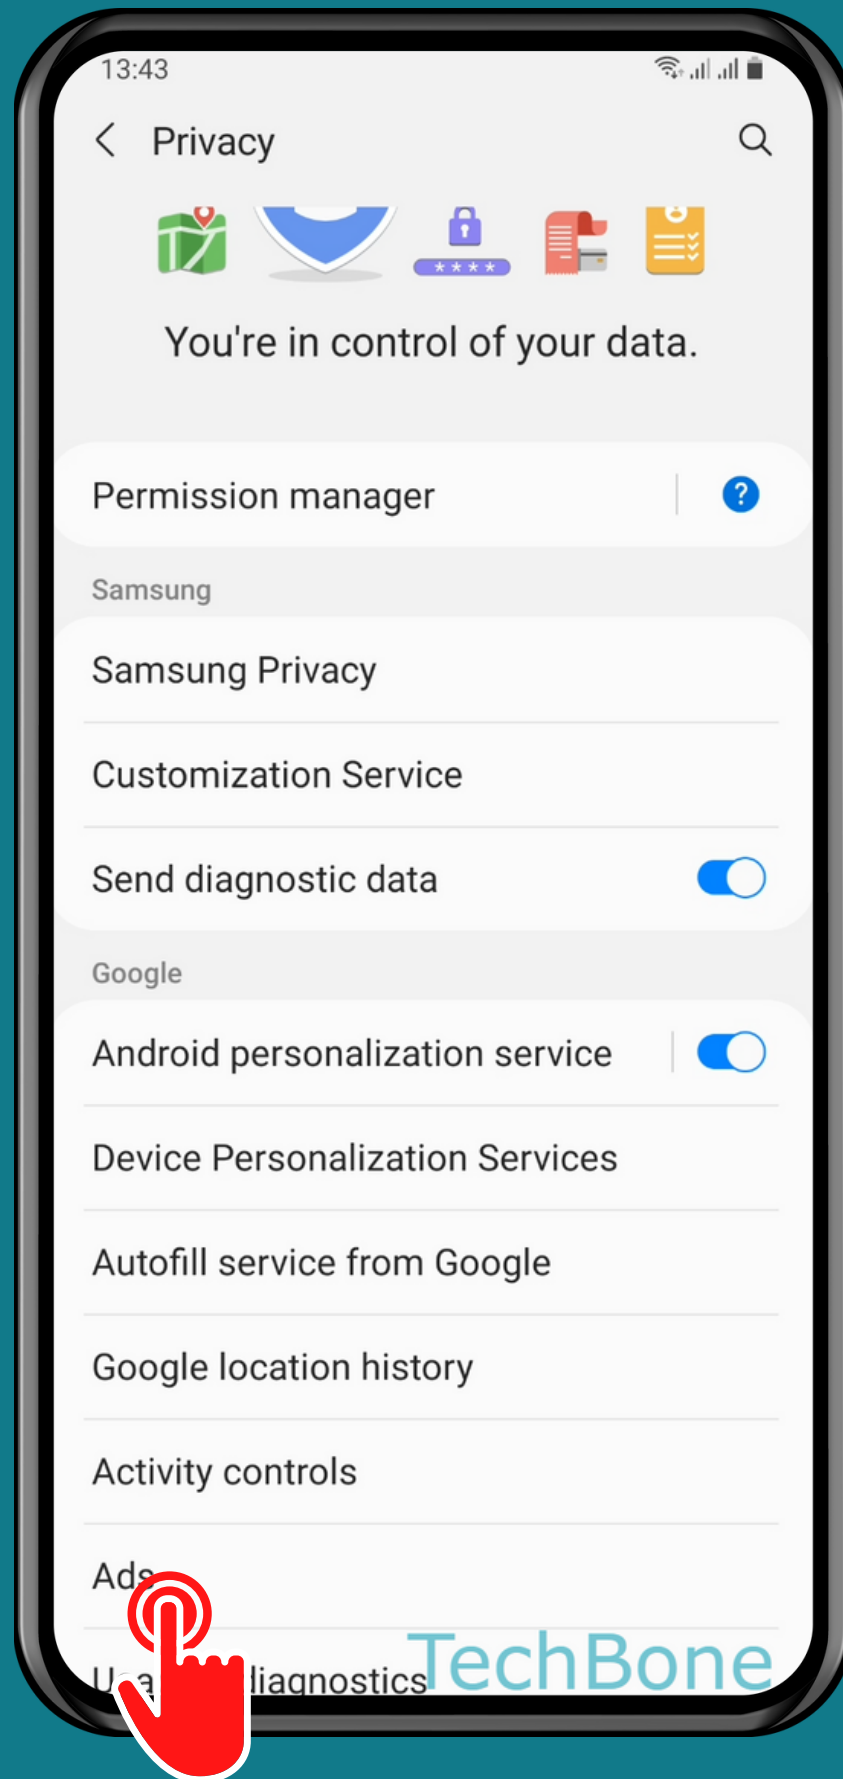 13:43
Privacy
****
You're in control of your data.
Permission manager
?
Samsung
Samsung Privacy
Customization Service
Send diagnostic data
Google
Android personalization service
Device Personalization Services
Autofill service from Google
Google location history
Activity controls
Ads
diagnostics
TechBone